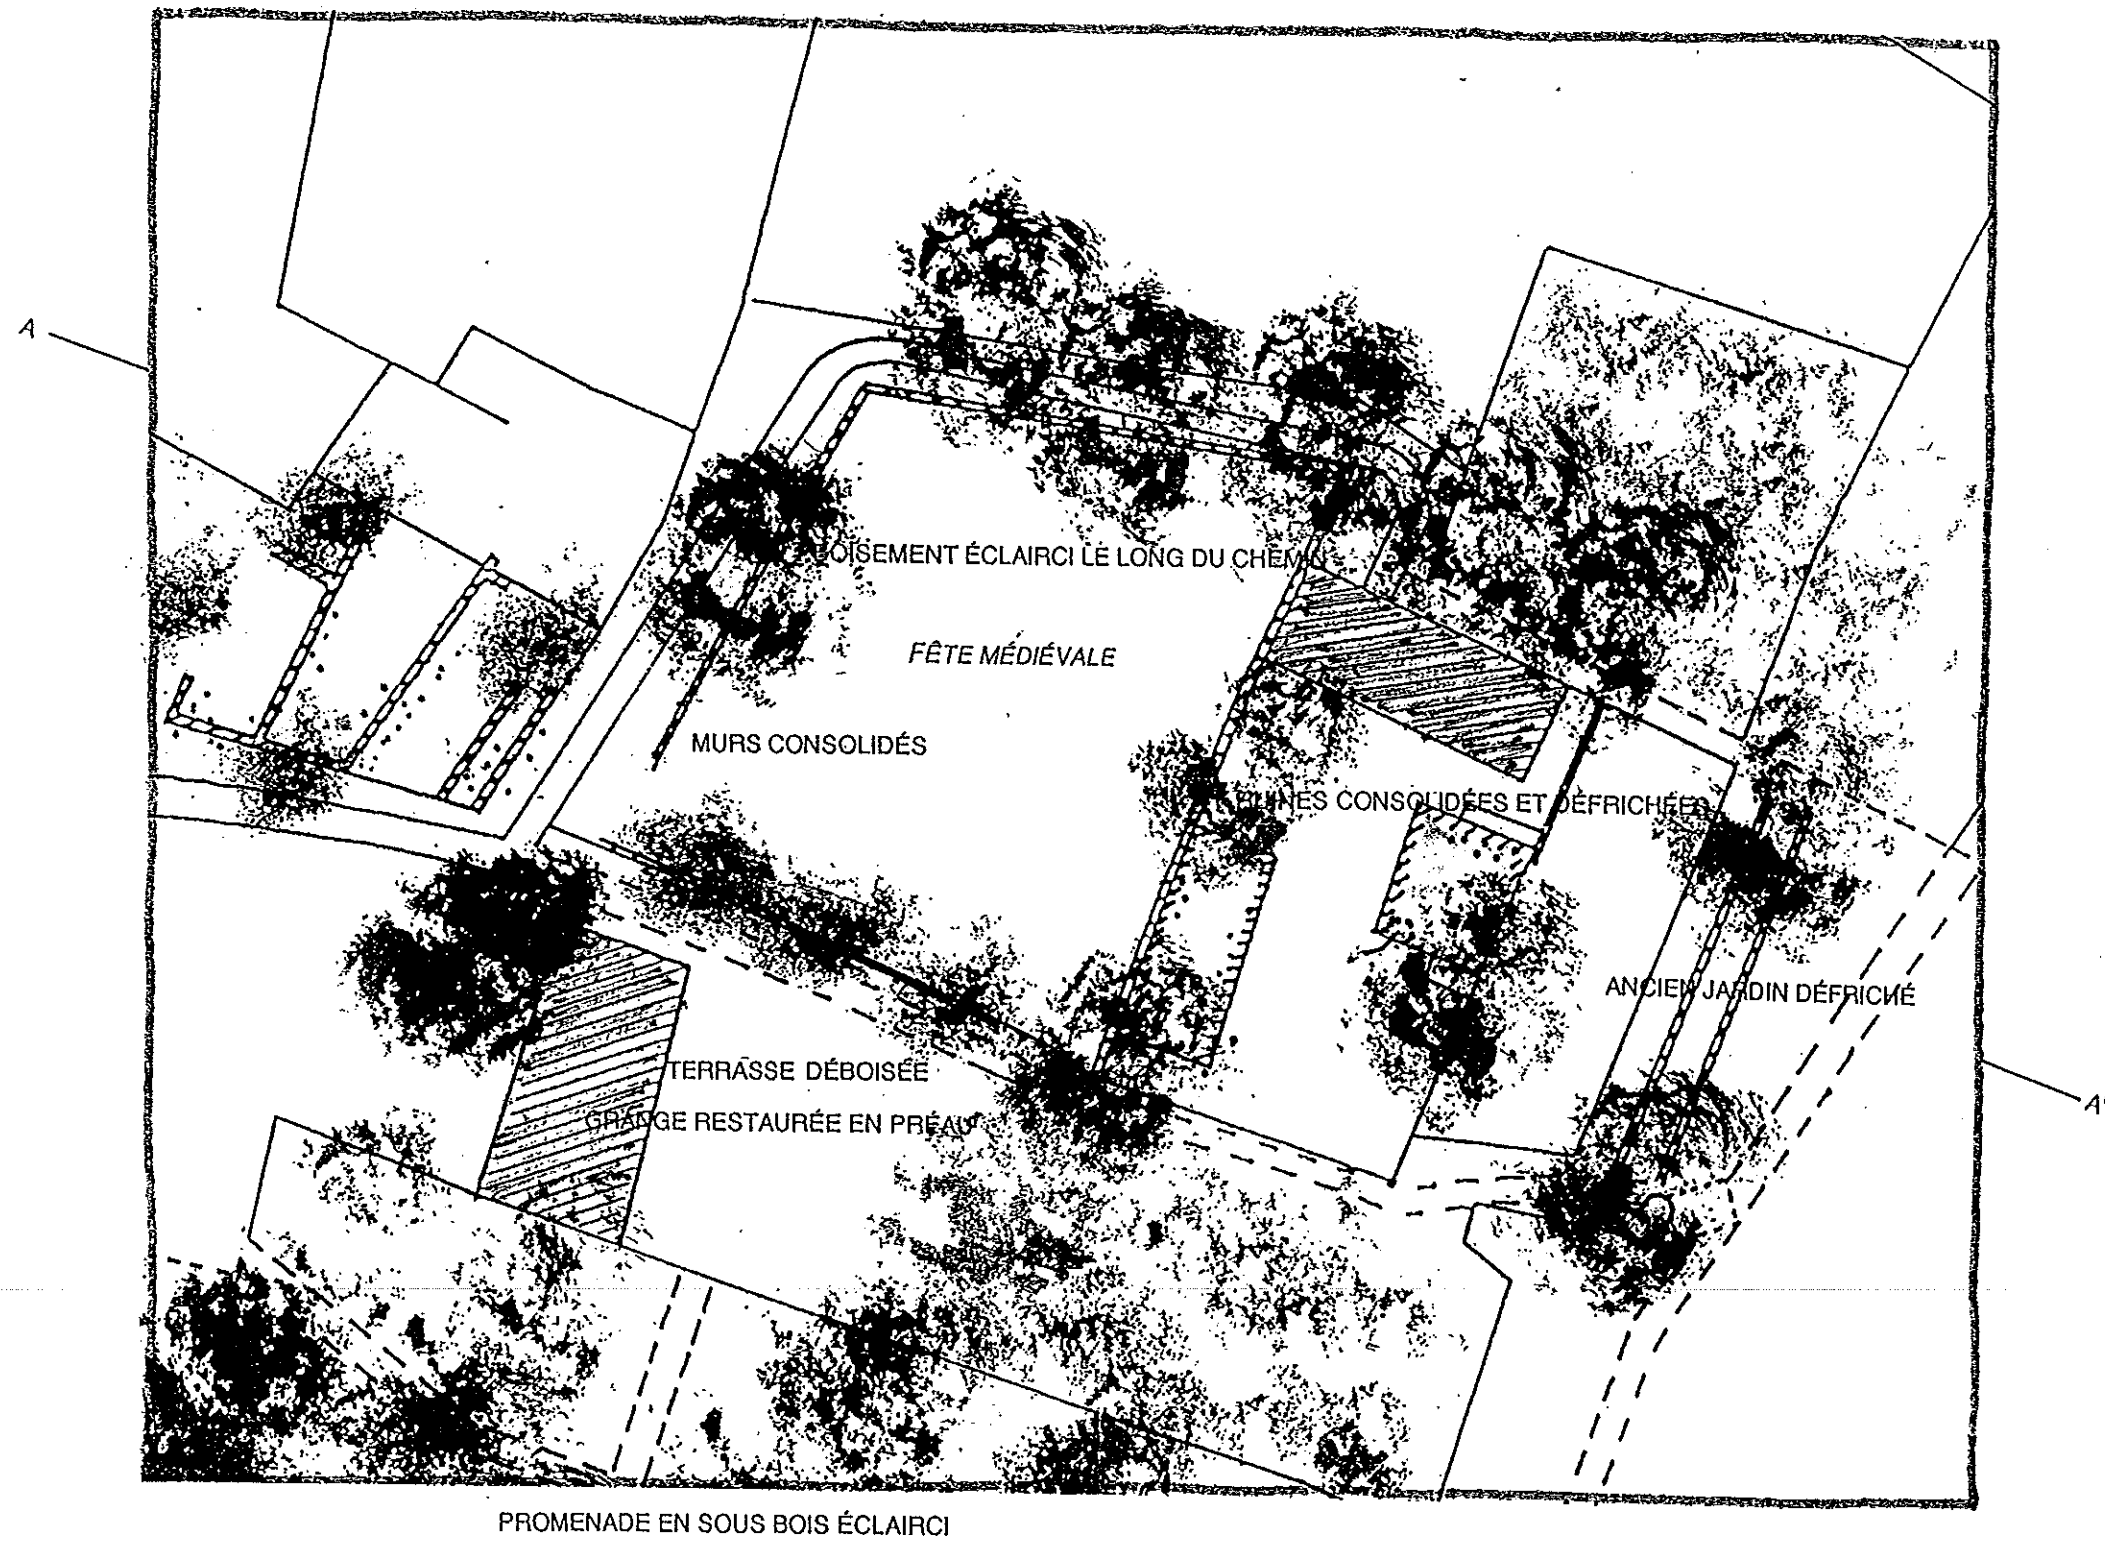 A
BOISEMENT ÉCLAIRCI LE LONG DU CHEMIN
FÊTE MÉDIÉVALE
MURS CONSOLIDÉS
RUINES CONSOLIDÉES ET DÉFRICHÉES
ANCIEN JARDIN DÉFRICHÉ
TERRASSE DÉBOISÉE
A'
GRANGE RESTAURÉE EN PRÉAU
PROMENADE EN SOUS BOIS ÉCLAIRCI